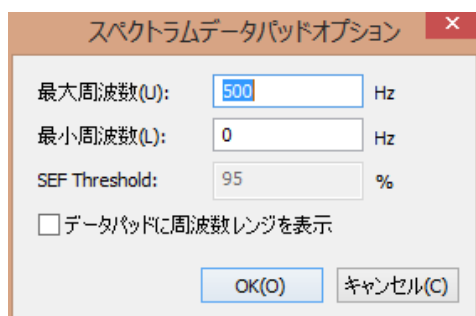 スペクトラムデータパッドオプション
最大周波数(U): 500 Hz
最小周波数(L): 0 Hz
SEF Threshold: 95 %
データパッドに周波数レンジを表示
OK(O) キャンセル(C)